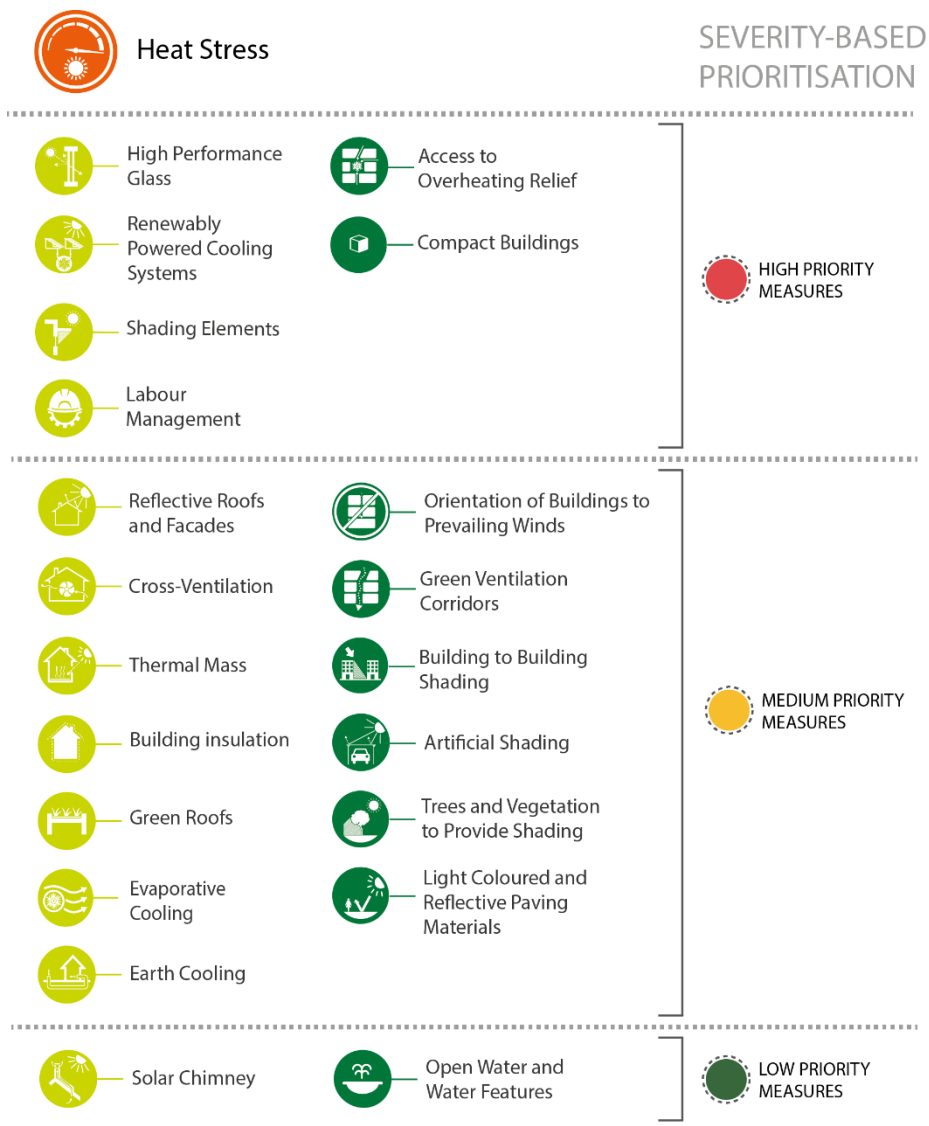 Heat Stress
SEVERITY-BASED
PRIORITISATION
High Performance
Glass
Renewably
Powered Cooling
Systems
Shading Elements
Labour
Management
Access to
Overheating Relief
Compact Buildings
HIGH PRIORITY
MEASURES
Reflective Roofs
and Facades
Cross-Ventilation
Thermal Mass
Building insulation
Green Roofs
Evaporative
Cooling
Earth Cooling
Orientation of Buildings to
Prevailing Winds
Green Ventilation
Corridors
Building to Building
Shading
Artificial Shading
Trees and Vegetation
to Provide Shading
Light Coloured and
Reflective Paving
Materials
MEDIUM PRIORITY
MEASURES
Solar Chimney
Open Water and
Water Features
LOW PRIORITY
MEASURES